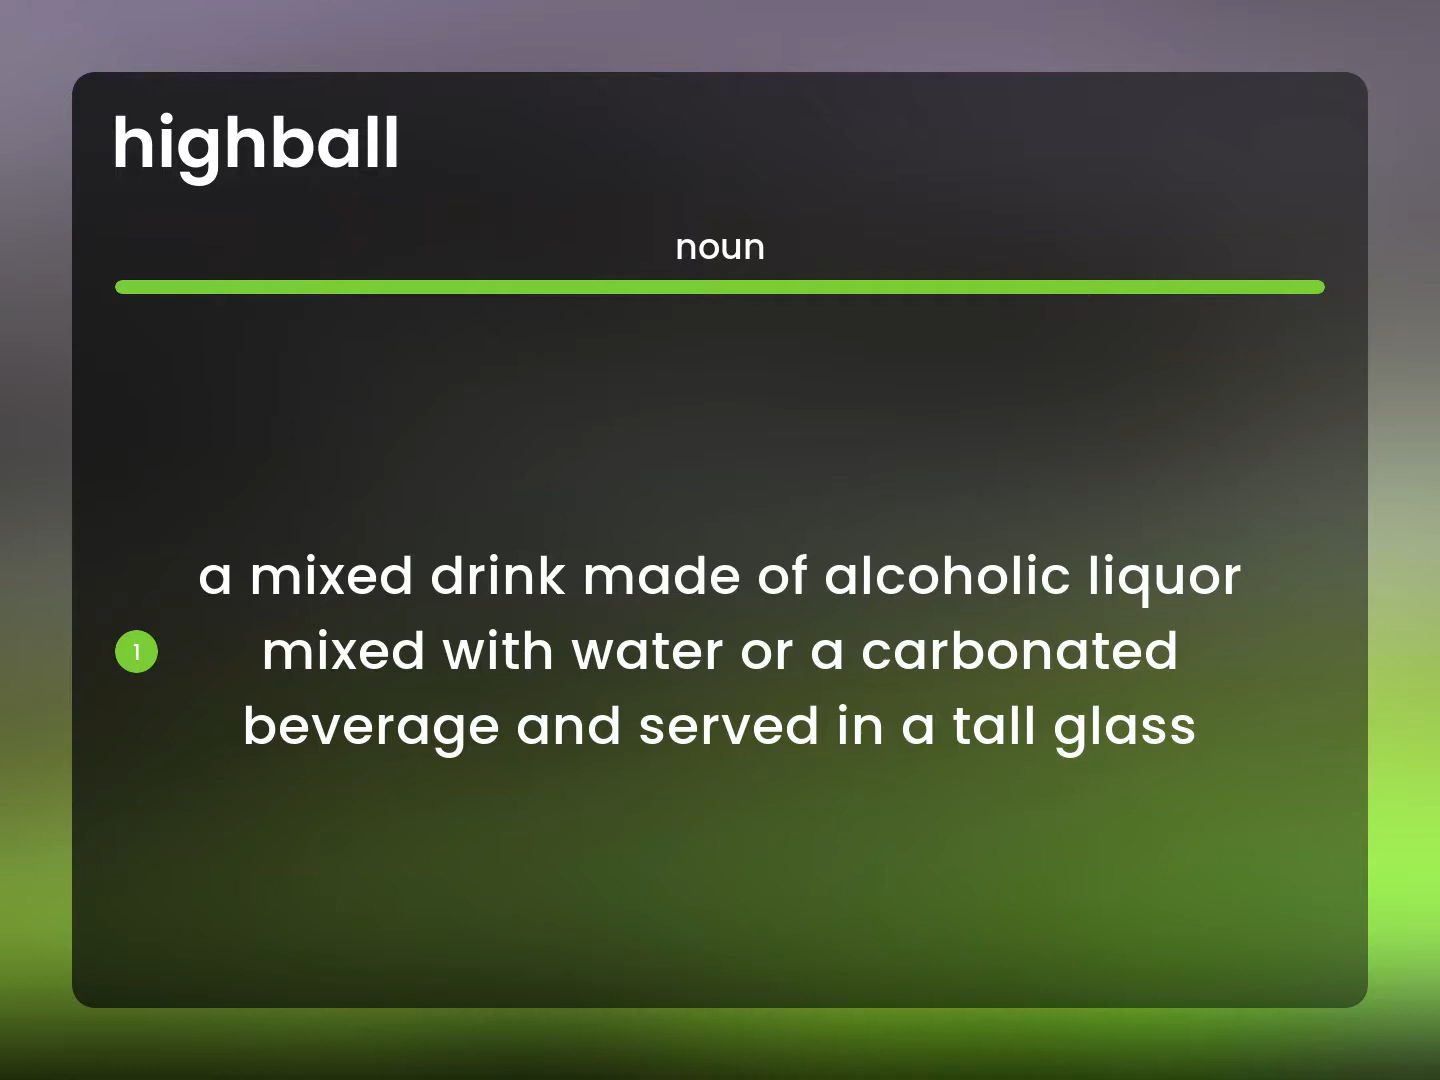 highball
noun
a mixed drink made of alcoholic liquor
1 mixed with water or a carbonated
beverage and served in a tall glass